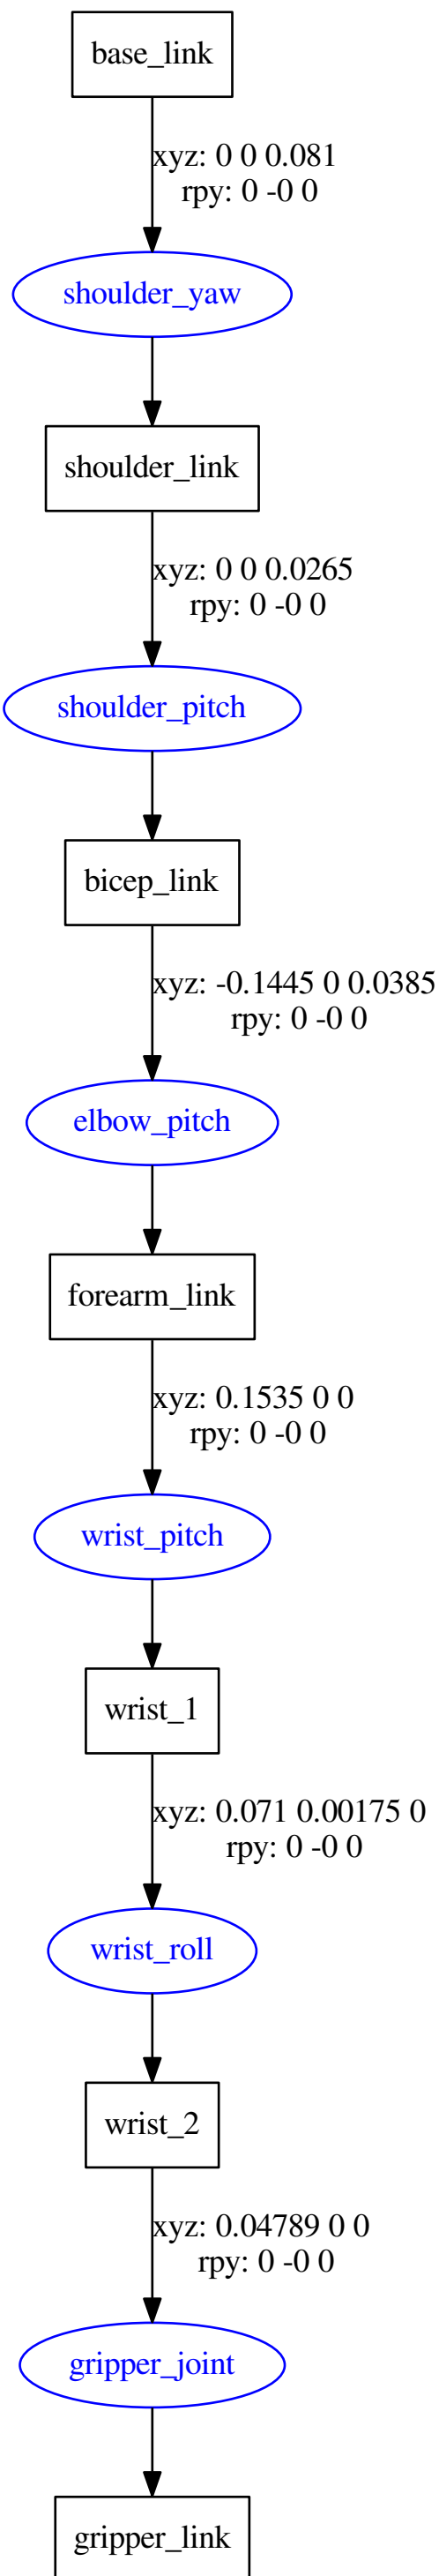 base_link
xyz: 0 0 0.081
rpy: 0 -0 0
shoulder_yaw
shoulder_link
xyz: 0 0 0.0265
rpy: 0 -0 0
shoulder_pitch
bicep_link
xyz: -0.1445 0 0.0385
rpy: 0 -0 0
elbow_pitch
forearm_link
xyz: 0.1535 0 0
rpy: 0 -0 0
wrist_pitch
wrist_1
xyz: 0.071 0.00175 0
rpy: 0 -0 0
wrist_roll
wrist_2
xyz: 0.04789 0 0
rpy: 0 -0 0
gripper_joint
gripper_link